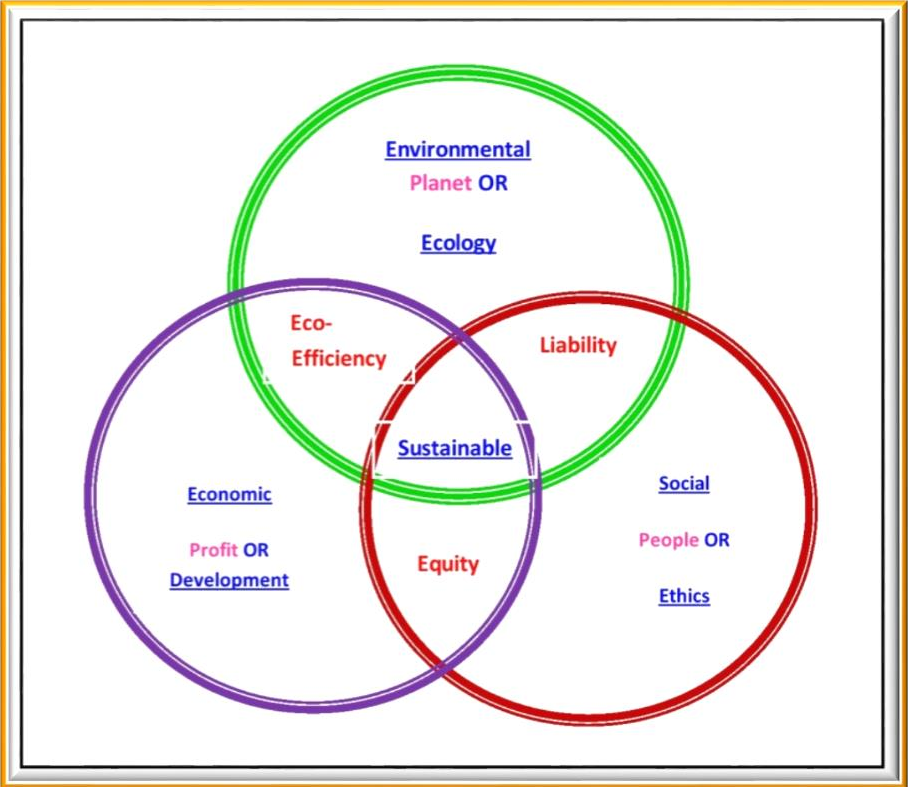 Environmental
Planet OR
Ecology
Eco-
Efficiency
Liability
Sustainable
Economic
Profit OR
Development
Equity
Social
People OR
Ethics